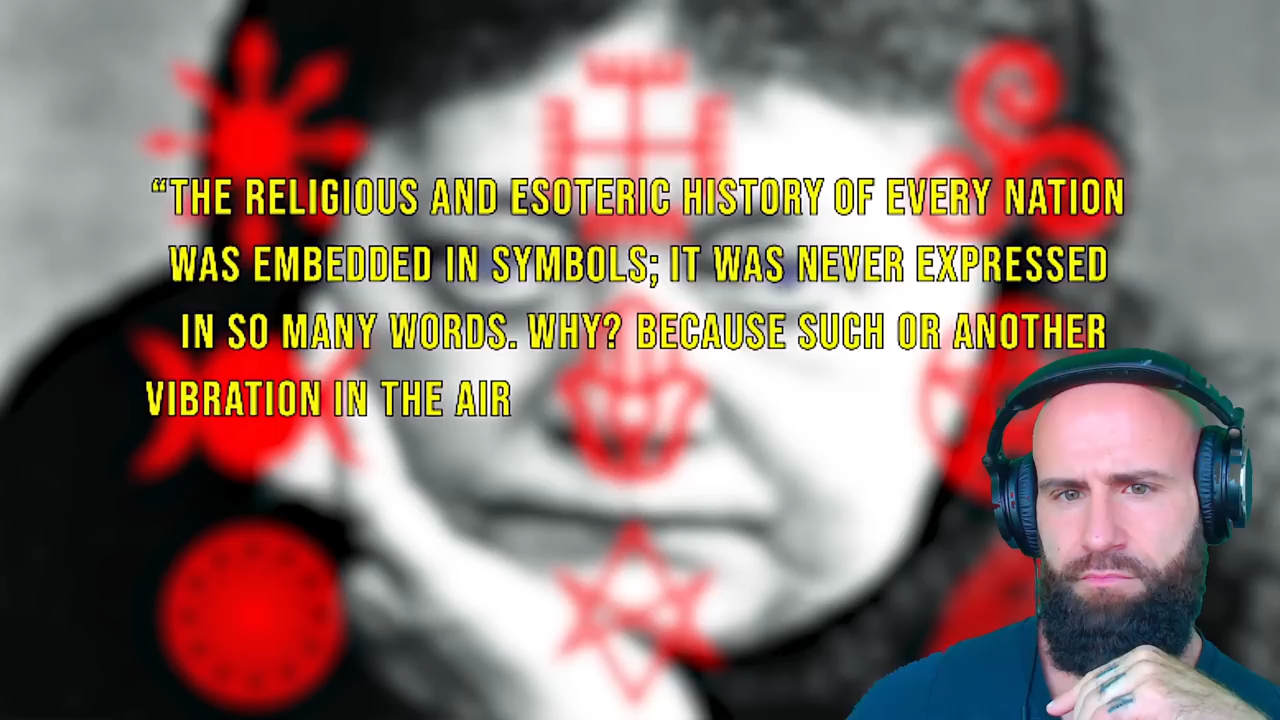 “THE RELIGIOUS AND ESOTERIC HISTORY OF EVERY NATION
WAS EMBEDDED IN SYMBOLS; IT WAS NEVER EXPRESSED
IN SO MANY WORDS. WHY? BECAUSE SUCH OR ANOTHER
VIBRATION IN THE AIR